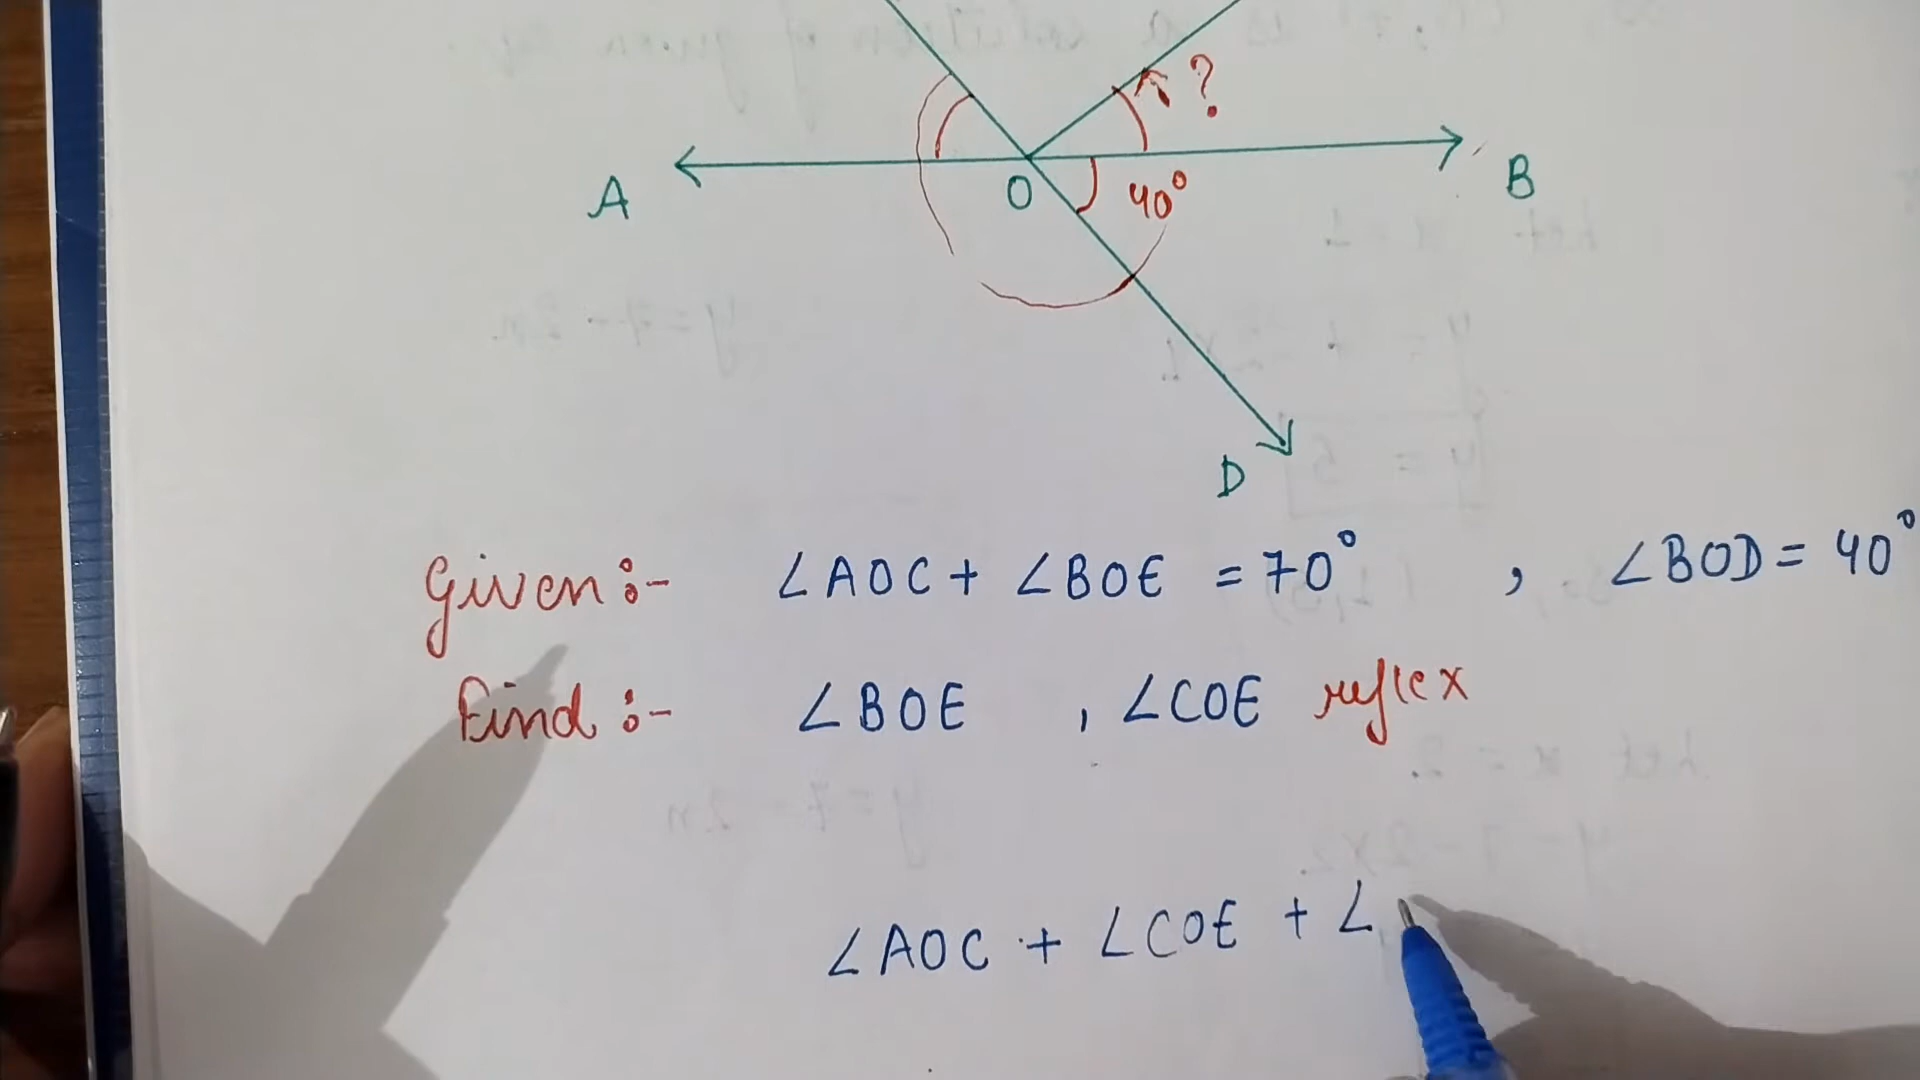 ?
A O 40° B
D
Given:- ∠AOC + ∠BOE = 70° , ∠BOD = 40°
Find:- ∠BOE , ∠COE reflex
∠AOC + ∠COE + ∠